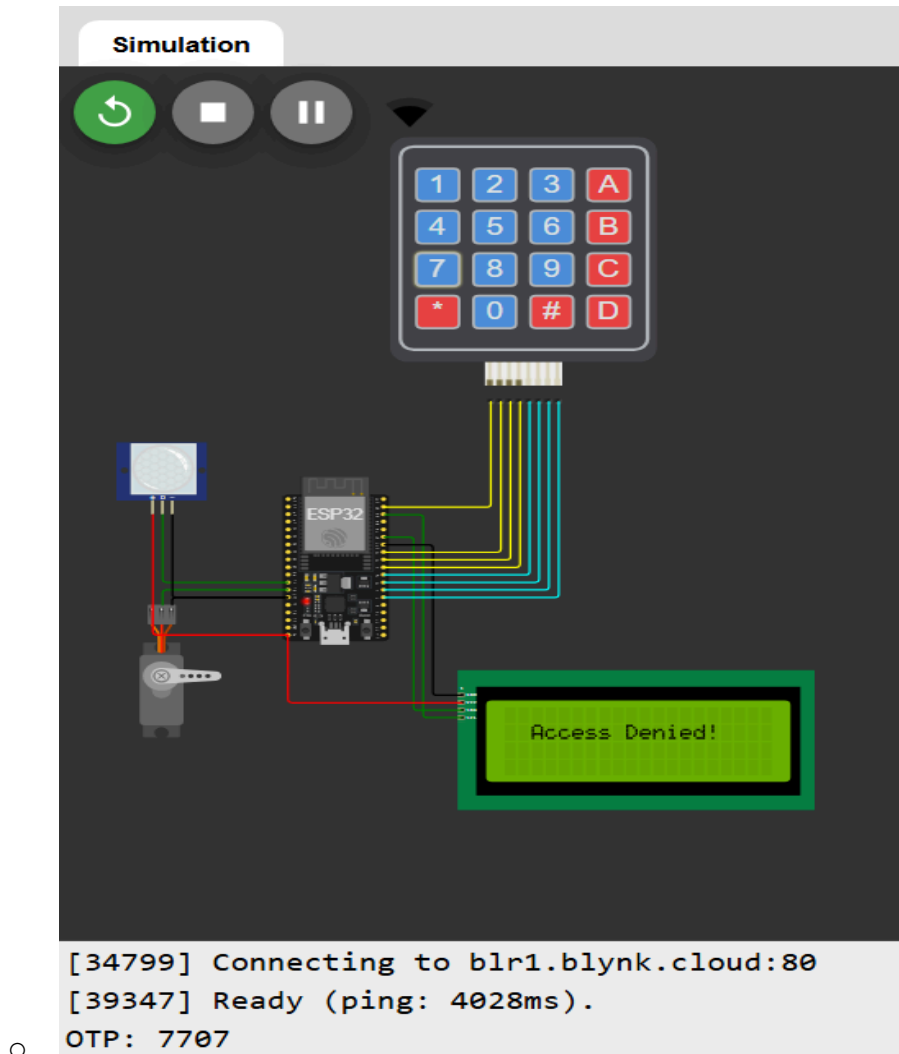 Simulation
1 2 3 A
4 5 6 B
7 8 9 C
* 0 # D
ESP32
Access Denied!
[34799] Connecting to blr1.blynk.cloud:80
[39347] Ready (ping: 4028ms).
OTP: 7707